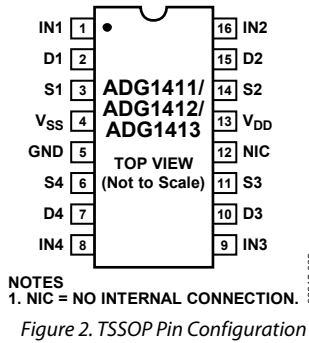 IN1 1 16 IN2
D1 2 15 D2
S1 3 ADG1411/ 14 S2
ADG1412/
VSS 4 ADG1413 13 VDD
GND 5 TOP VIEW 12 NIC
S4 6 (Not to Scale) 11 S3
D4 7 10 D3
IN4 8 9 IN3
NOTES
1. NIC = NO INTERNAL CONNECTION.
Figure 2. TSSOP Pin Configuration